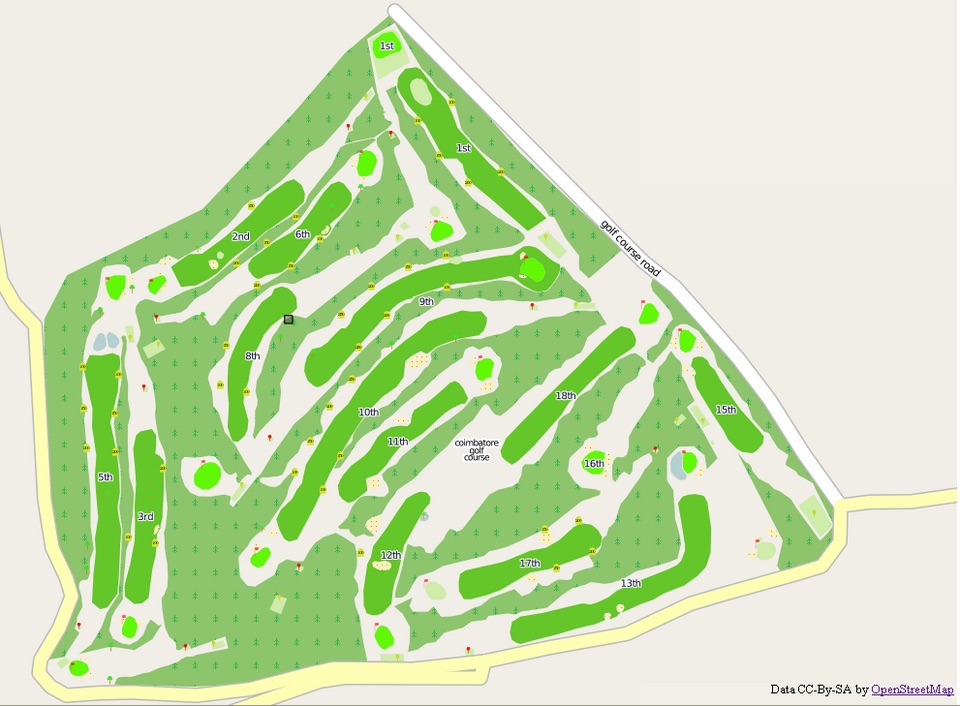 1st
1st
golf course road
2nd
6th
9th
8th
18th
15th
10th
11th
coimbatore
golf
course
16th
5th
3rd
12th
17th
13th
Data CC-By-SA by OpenStreetMap